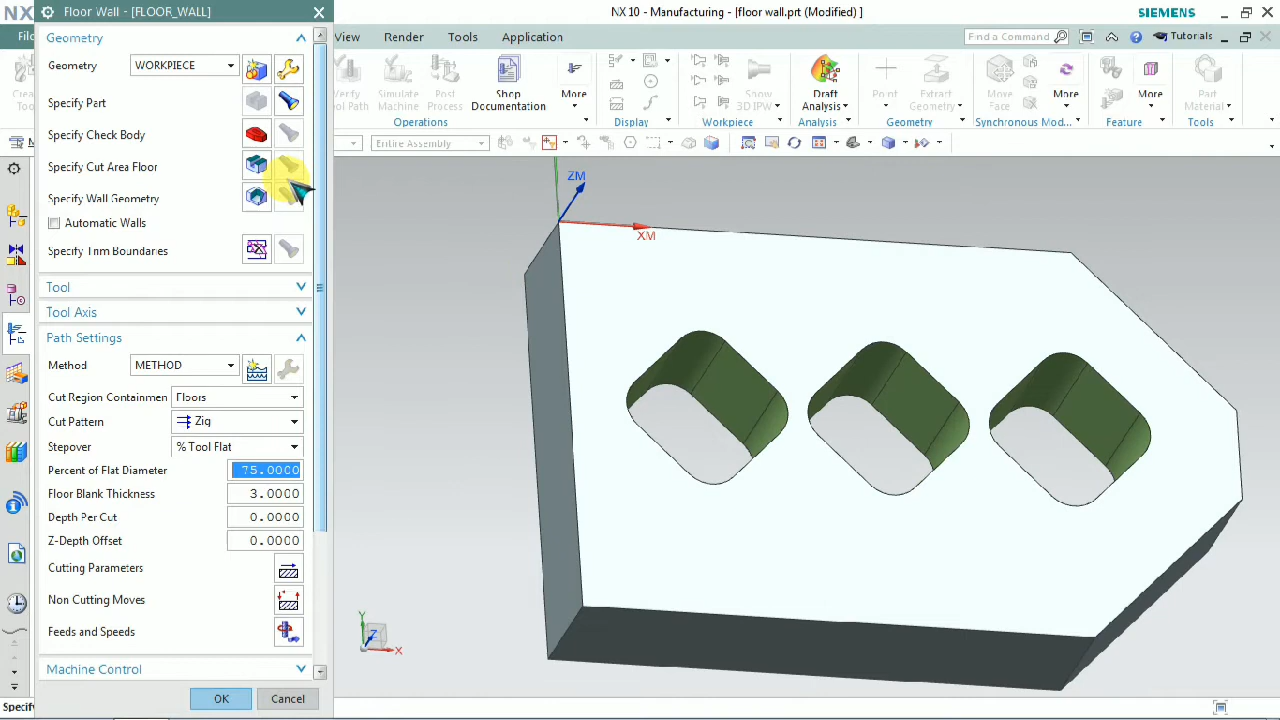 NX
Floor Wall - [FLOOR_WALL]
NX 10 - Manufacturing - [floor wall.prt (Modified) ]
SIEMENS
Geometry
View
Render
Tools
Application
Find a Command
Tutorials
Geometry
WORKPIECE
Specify Part
Specify Check Body
Specify Cut Area Floor
Specify Wall Geometry
Automatic Walls
Specify Trim Boundaries
Tool
Tool Axis
Path Settings
Method
METHOD
Cut Region Containmen
Floors
Cut Pattern
Zig
Stepover
% Tool Flat
Percent of Flat Diameter
75.0000
Floor Blank Thickness
3.0000
Depth Per Cut
0.0000
Z-Depth Offset
0.0000
Cutting Parameters
Non Cutting Moves
Feeds and Speeds
Machine Control
OK
Cancel
Verify
Tool Path
Simulate
Machine
Post
Process
Shop
Documentation
More
Operations
Display
Show
3D IPW
Workpiece
Draft
Analysis
Analysis
Point
Extract
Geometry
Geometry
Move
Face
More
Synchronous Mod...
More
Feature
Part
Material
Tools
Entire Assembly
ZM
XM
Y
Z
X